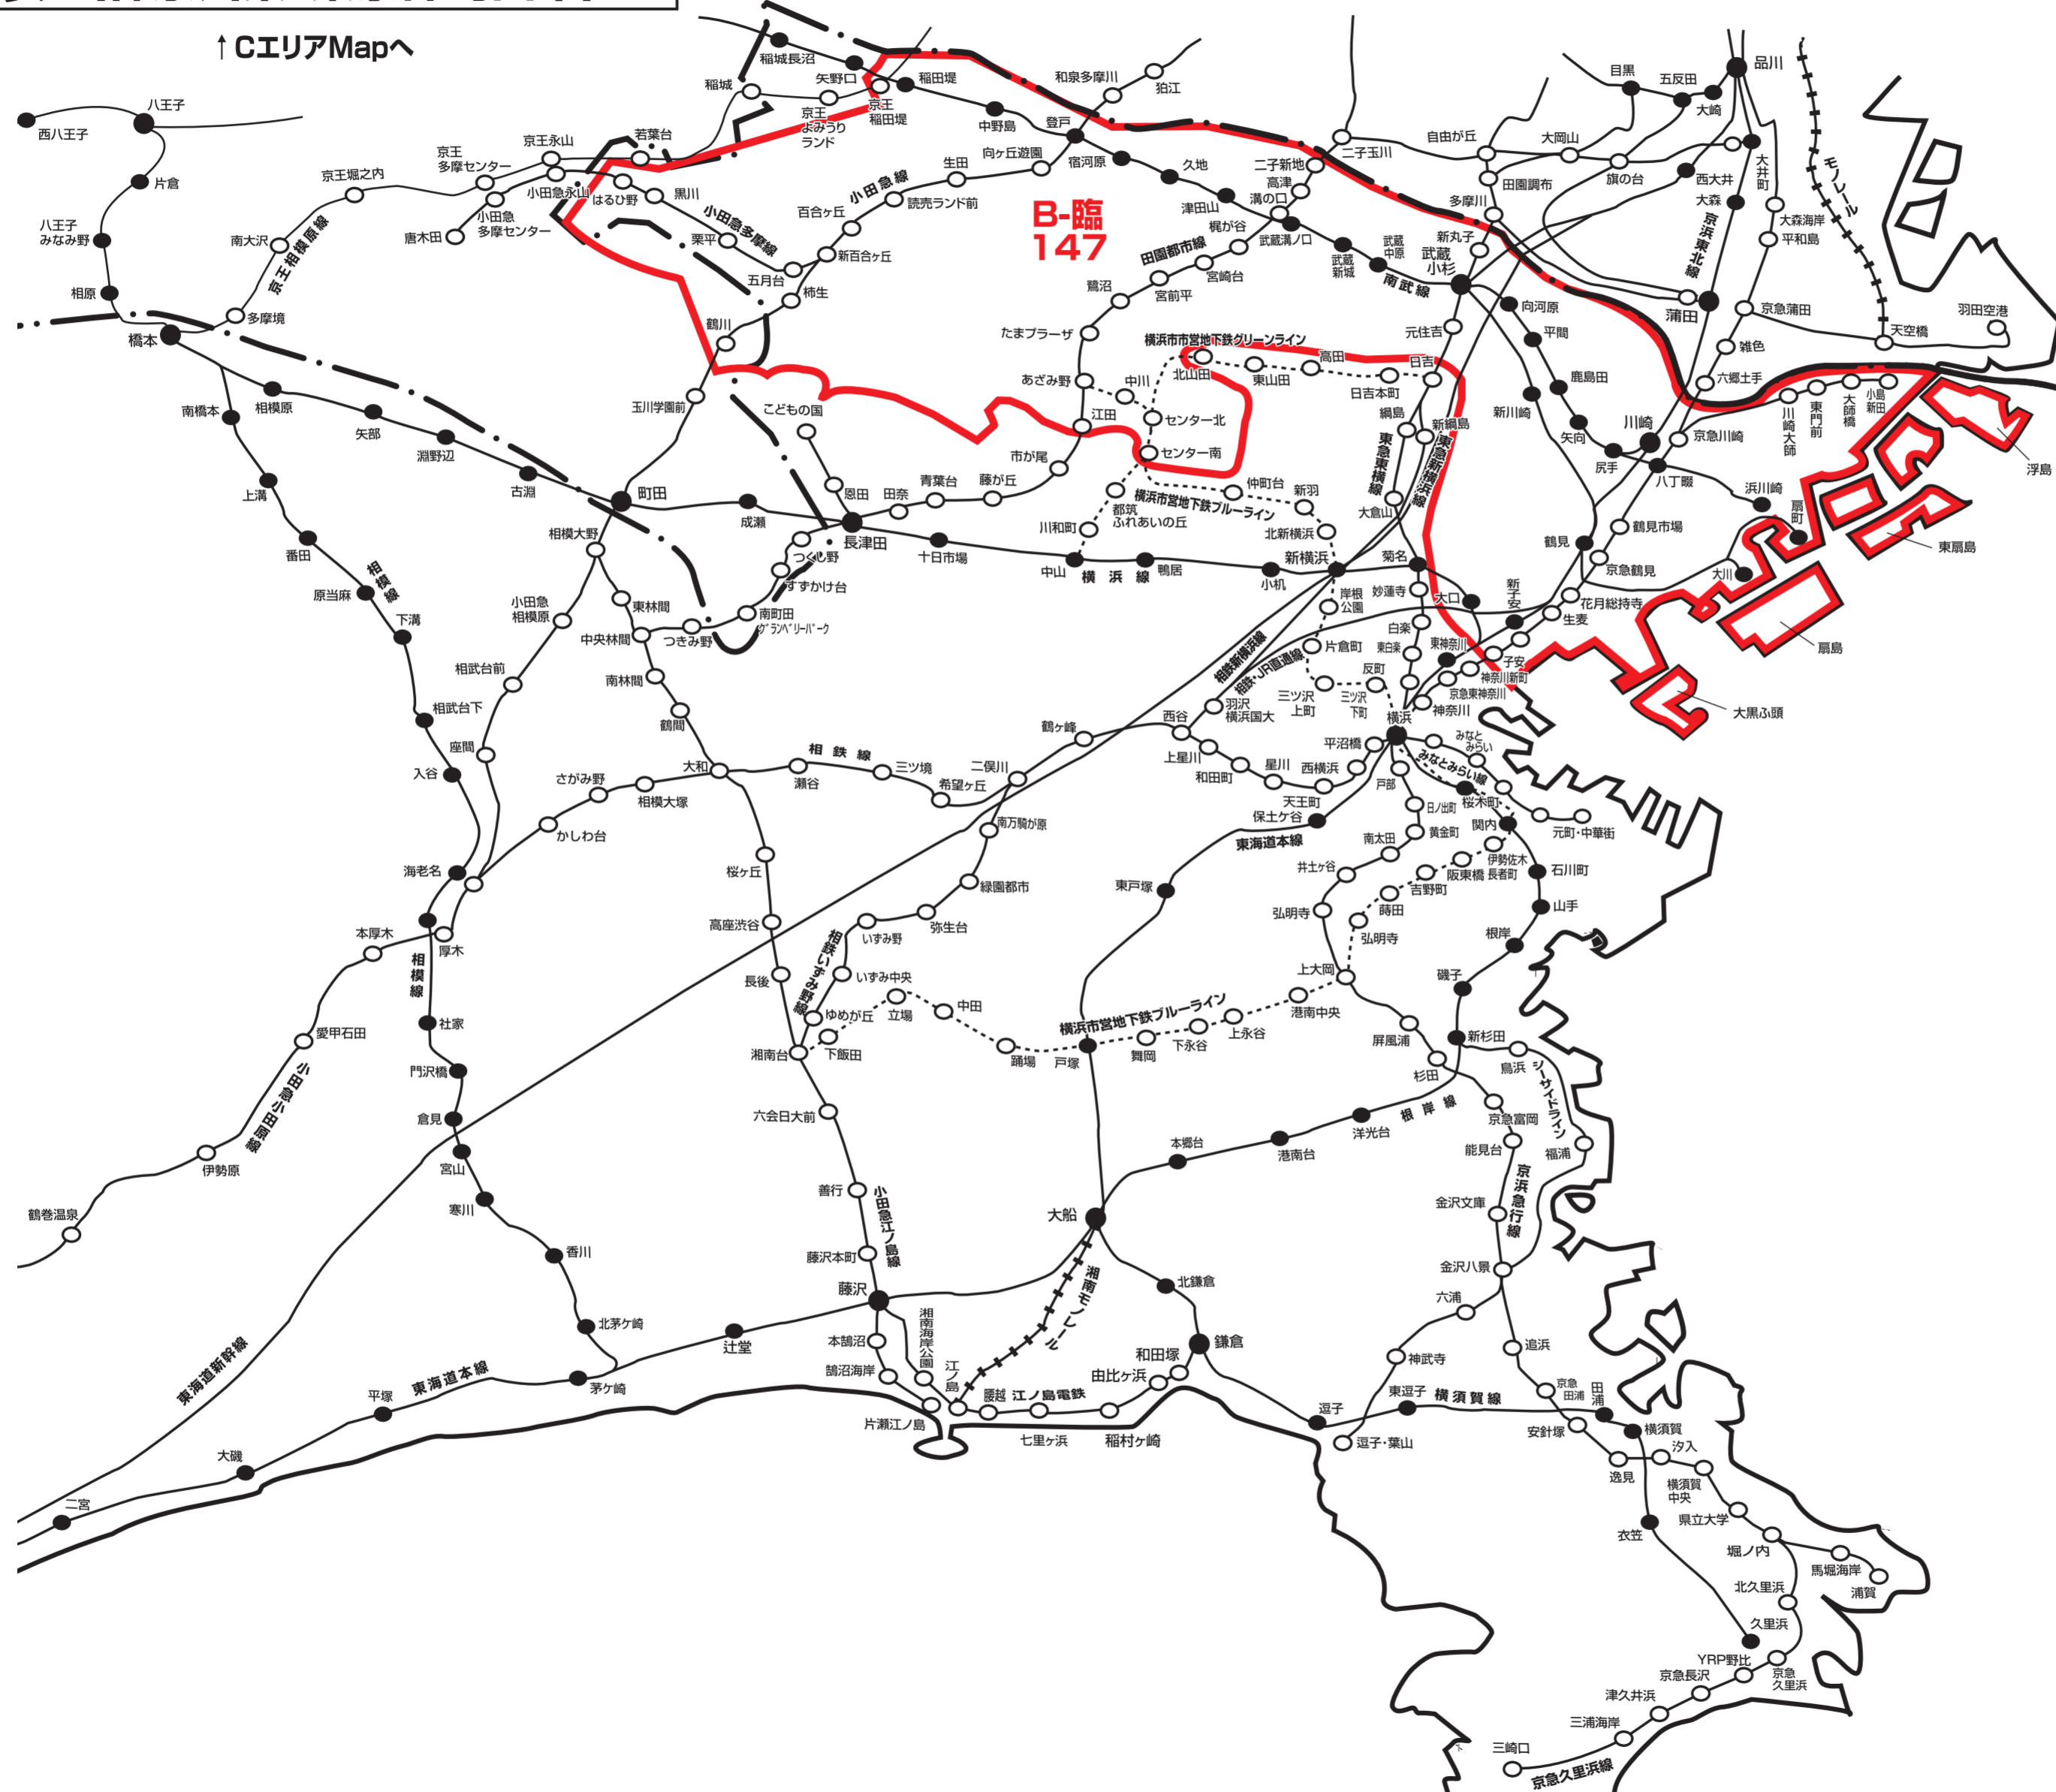 ↑CエリアMapへ
稲城長沼
矢野口
稲田堤
稲城
京王
よみうり
ランド
京王
稲田堤
和泉多摩川
狛江
中野島
登戸
宿河原
久地
津田山
二子新地
高津
溝の口
武蔵溝ノ口
二子玉川
自由が丘
大岡山
旗の台
目黒
五反田
大崎
品川
大井町
西大井
大森
京浜東北線
大森海岸
平和島
モノレール
田園調布
多摩川
新丸子
武蔵
小杉
武蔵
中原
武蔵
新城
南武線
蒲田
京急蒲田
雑色
六郷土手
天空橋
羽田空港
西八王子
八王子
片倉
八王子
みなみ野
相原
橋本
多摩境
南大沢
京王相模原線
京王堀之内
京王
多摩センター
京王永山
若葉台
小田急永山
はるひ野
黒川
小田急
多摩センター
唐木田
小田急多摩線
栗平
五月台
新百合ヶ丘
百合ヶ丘
小田急線
読売ランド前
生田
向ヶ丘遊園
柿生
鶴川
玉川学園前
B-臨
147
田園都市線
梶が谷
宮崎台
宮前平
鷺沼
たまプラーザ
あざみ野
江田
市が尾
藤が丘
青葉台
田奈
恩田
こどもの国
長津田
横浜市市営地下鉄グリーンライン
中川
センター北
センター南
北山田
東山田
高田
日吉本町
日吉
元住吉
綱島
新綱島
東急東横線
東急新横浜線
大倉山
菊名
向河原
平間
鹿島田
矢向
新川崎
尻手
川崎
京急川崎
川崎大師
東門前
大師橋
小島
新田
八丁畷
浜川崎
扇町
大川
浮島
東扇島
扇島
大黒ふ頭
鶴見市場
鶴見
京急鶴見
花月総持寺
生麦
新子安
子安
神奈川新町
京急東神奈川
東神奈川
神奈川
大口
妙蓮寺
白楽
東白楽
反町
横浜
横浜市営地下鉄ブルーライン
仲町台
新羽
北新横浜
新横浜
岸根
公園
片倉町
三ツ沢
上町
三ツ沢
下町
都筑
ふれあいの丘
川和町
中山
横浜線
鴨居
小机
十日市場
成瀬
町田
古淵
淵野辺
矢部
相模原
南橋本
上溝
番田
原当麻
相模線
下溝
相武台下
入谷
海老名
厚木
本厚木
愛甲石田
伊勢原
鶴巻温泉
小田急小田原線
相模大野
小田急
相模原
相武台前
座間
東林間
中央林間
つきみ野
南町田
グランベリーパーク
すずかけ台
つくし野
南林間
鶴間
大和
相模大塚
さがみ野
かしわ台
相鉄線
瀬谷
三ツ境
希望ヶ丘
二俣川
鶴ヶ峰
西谷
上星川
和田町
星川
天王町
西横浜
平沼橋
羽沢
横浜国大
相鉄新横浜線
相鉄・JR直通線
南万騎が原
緑園都市
弥生台
いずみ野
いずみ中央
ゆめが丘
相鉄いずみ野線
桜ヶ丘
高座渋谷
長後
湘南台
下飯田
立場
中田
踊場
戸塚
横浜市営地下鉄ブルーライン
舞岡
下永谷
上永谷
港南中央
上大岡
弘明寺
蒔田
吉野町
阪東橋
伊勢佐木
長者町
関内
桜木町
みなと
みらい
みなとみらい線
元町・中華街
石川町
山手
根岸
磯子
新杉田
戸部
日ノ出町
黄金町
南太田
井土ヶ谷
弘明寺
保土ケ谷
東海道本線
東戸塚
屏風浦
杉田
鳥浜
シーサイドライン
京急富岡
能見台
福浦
京浜急行線
金沢文庫
金沢八景
六浦
神武寺
追浜
根岸線
洋光台
港南台
本郷台
大船
北鎌倉
鎌倉
湘南モノレール
相模線
社家
門沢橋
倉見
宮山
寒川
香川
北茅ケ崎
茅ケ崎
辻堂
藤沢
六会日大前
善行
藤沢本町
小田急江ノ島線
本鵠沼
鵠沼海岸
片瀬江ノ島
湘南海岸公園
江ノ島
腰越
江ノ島電鉄
七里ヶ浜
稲村ヶ崎
由比ヶ浜
和田塚
東海道新幹線
東海道本線
平塚
大磯
二宮
逗子
東逗子
横須賀線
逗子・葉山
京急
田浦
田浦
安針塚
横須賀
汐入
逸見
横須賀
中央
県立大学
堀ノ内
馬堀海岸
浦賀
衣笠
北久里浜
久里浜
京急
久里浜
YRP野比
京急長沢
津久井浜
三浦海岸
三崎口
京急久里浜線